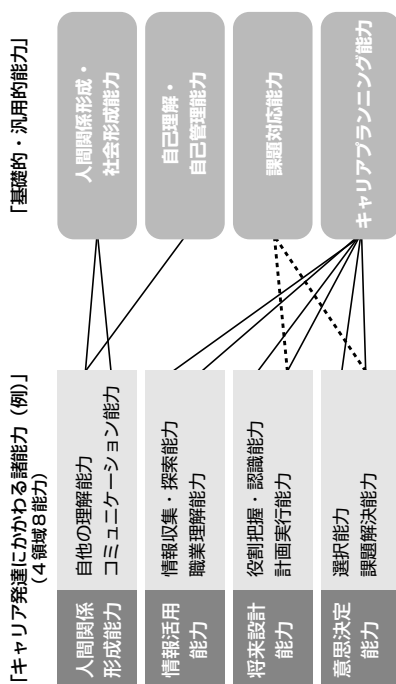 「キャリア発達にかかわる諸能力（例）」
（４領域８能力）
「基礎的・汎用的能力」
人間関係
形成能力
自他の理解能力
コミュニケーション能力
情報活用
能力
情報収集・探索能力
職業理解能力
将来設計
能力
役割把握・認識能力
計画実行能力
意思決定
能力
選択能力
課題解決能力
人間関係形成・
社会形成能力
自己理解・
自己管理能力
課題対応能力
キャリアプランニング能力